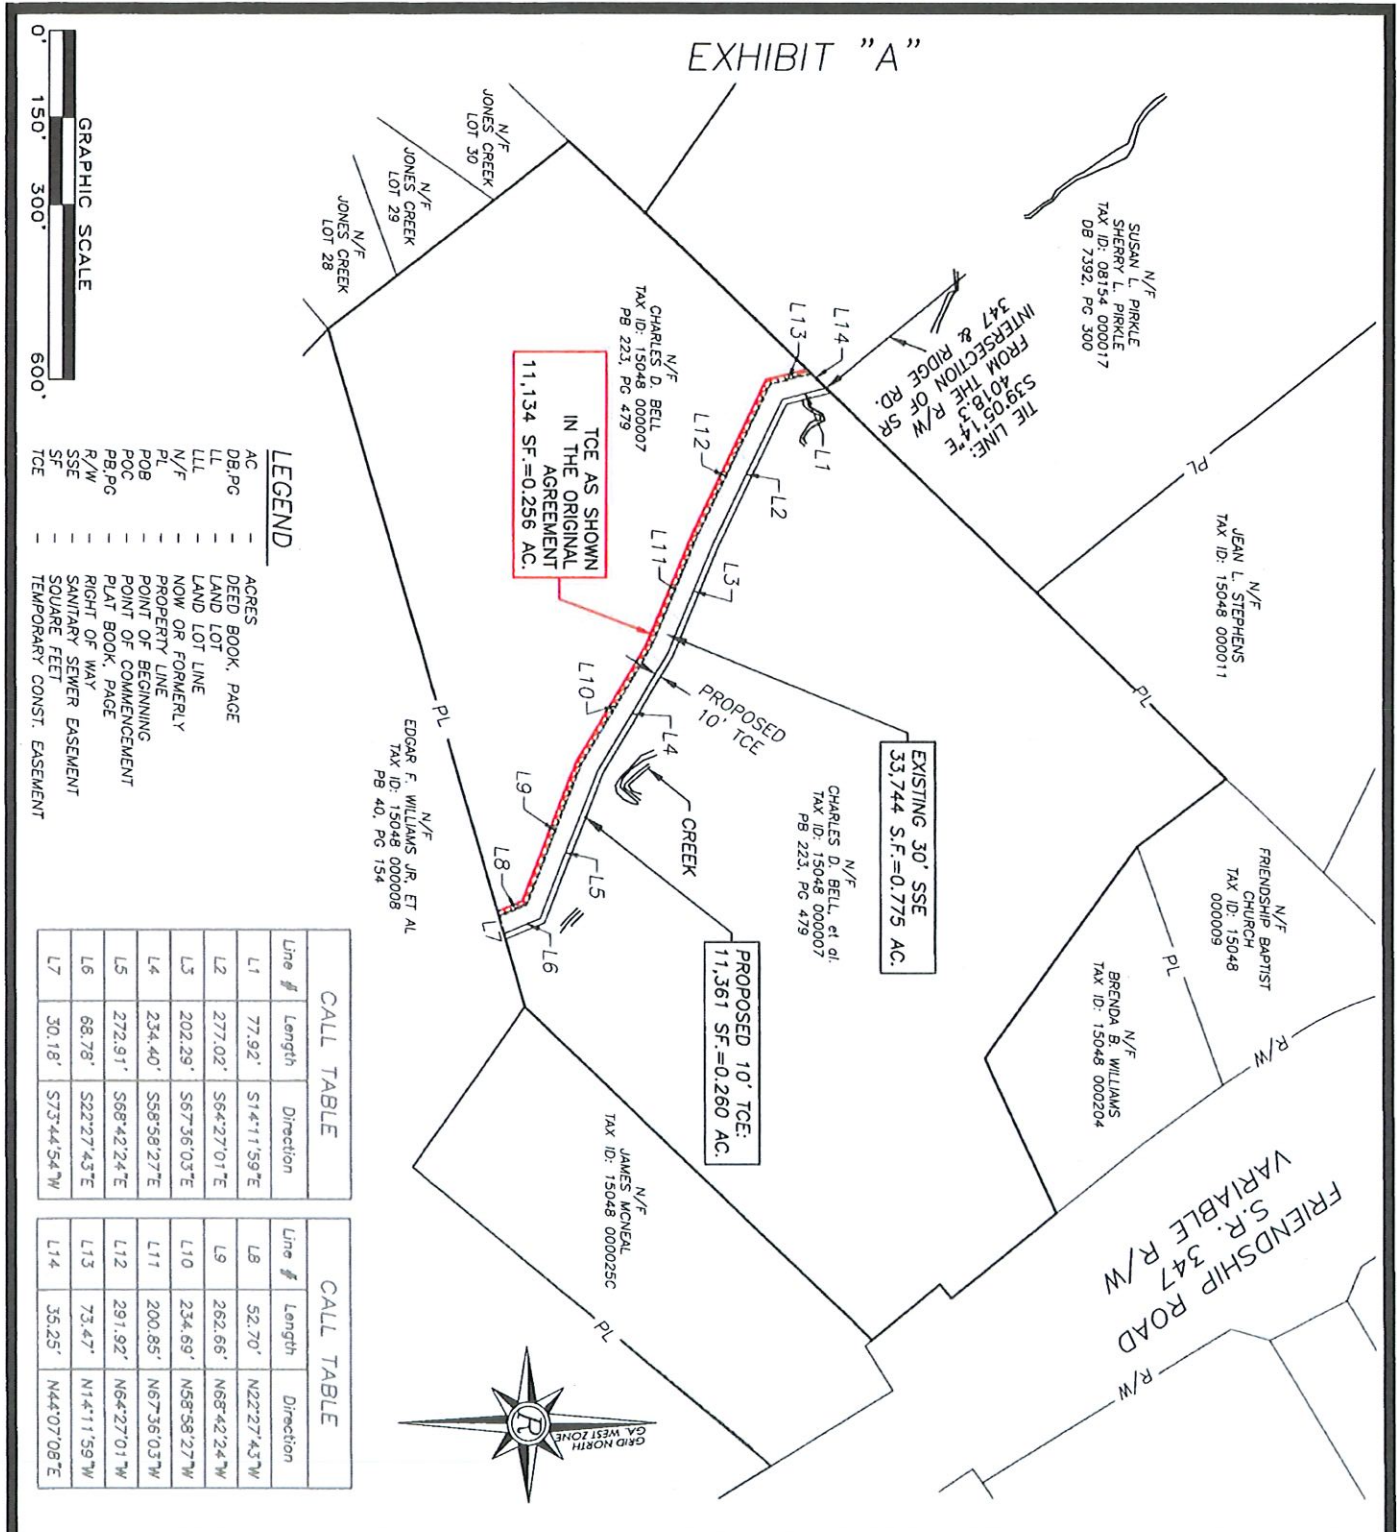 EXHIBIT "A"
N/F
SUSAN L. PIRKLE
SHERRY L. PIRKLE
TAX ID: 08154 000017
DB 7392, PG 300
TIE LINE:
S39°05'14"E
4018.3'
FROM THE R/W
INTERSECTION OF SR
347 & RIDGE RD.
PL
N/F
JEAN L. STEPHENS
TAX ID: 15048 000011
PL
N/F
FRIENDSHIP BAPTIST
CHURCH
TAX ID: 15048
000009
PL
N/F
BRENDA B. WILLIAMS
TAX ID: 15048 000204
R/W
FRIENDSHIP ROAD
S.R. 347
VARIABLE R/W
R/W
N/F
JONES CREEK
LOT 30
N/F
JONES CREEK
LOT 29
N/F
JONES CREEK
LOT 28
N/F
CHARLES D. BELL
TAX ID: 15048 000007
PB 223, PG 479
L14
L13
L1
L12
L2
L11
L3
L10
L4
L9
L5
L8
L6
L7
TCE AS SHOWN
IN THE ORIGINAL
AGREEMENT
11,134 SF.=0.256 AC.
PROPOSED
10' TCE
CREEK
EXISTING 30' SSE
33,744 S.F.=0.775 AC.
N/F
CHARLES D. BELL, et al.
TAX ID: 15048 000007
PB 223, PG 479
PROPOSED 10' TCE:
11,361 SF.=0.260 AC.
PL
N/F
EDGAR F. WILLIAMS JR, ET AL
TAX ID: 15048 000008
PB 40, PG 154
N/F
JAMES MCNEAL
TAX ID: 15048 000025C
PL
R
GRID NORTH
GA. WEST ZONE
GRAPHIC SCALE
0' 150' 300' 600'
LEGEND
AC - ACRES
DB,PG - DEED BOOK, PAGE
LL - LAND LOT
LLL - LAND LOT LINE
N/F - NOW OR FORMERLY
PL - PROPERTY LINE
POB - POINT OF BEGINNING
POC - POINT OF COMMENCEMENT
PB,PG - PLAT BOOK, PAGE
R/W - RIGHT OF WAY
SSE - SANITARY SEWER EASEMENT
SF - SQUARE FEET
TCE - TEMPORARY CONST. EASEMENT
CALL TABLE
Line # Length Direction
L1 77.92' S14°11'59"E
L2 277.02' S64°27'01"E
L3 202.29' S67°36'03"E
L4 234.40' S58°58'27"E
L5 272.91' S68°42'24"E
L6 68.78' S22°27'43"E
L7 30.18' S73°44'54"W
CALL TABLE
Line # Length Direction
L8 52.70' N22°27'43"W
L9 262.66' N68°42'24"W
L10 234.69' N58°58'27"W
L11 200.85' N67°36'03"W
L12 291.92' N64°27'01"W
L13 73.47' N14°11'59"W
L14 35.25' N44°07'08"E